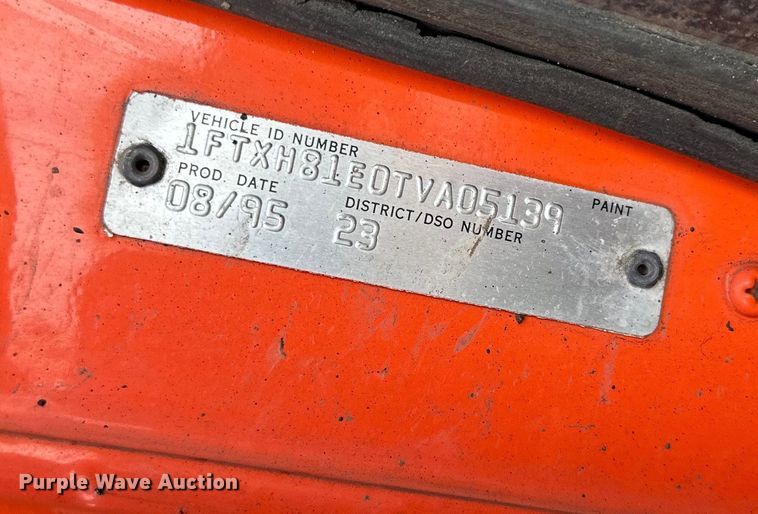 VEHICLE ID NUMBER
1FTXH81E0TVA05139
PROD. DATE
DISTRICT/DSO NUMBER
PAINT
08/95 23
Purple Wave Auction